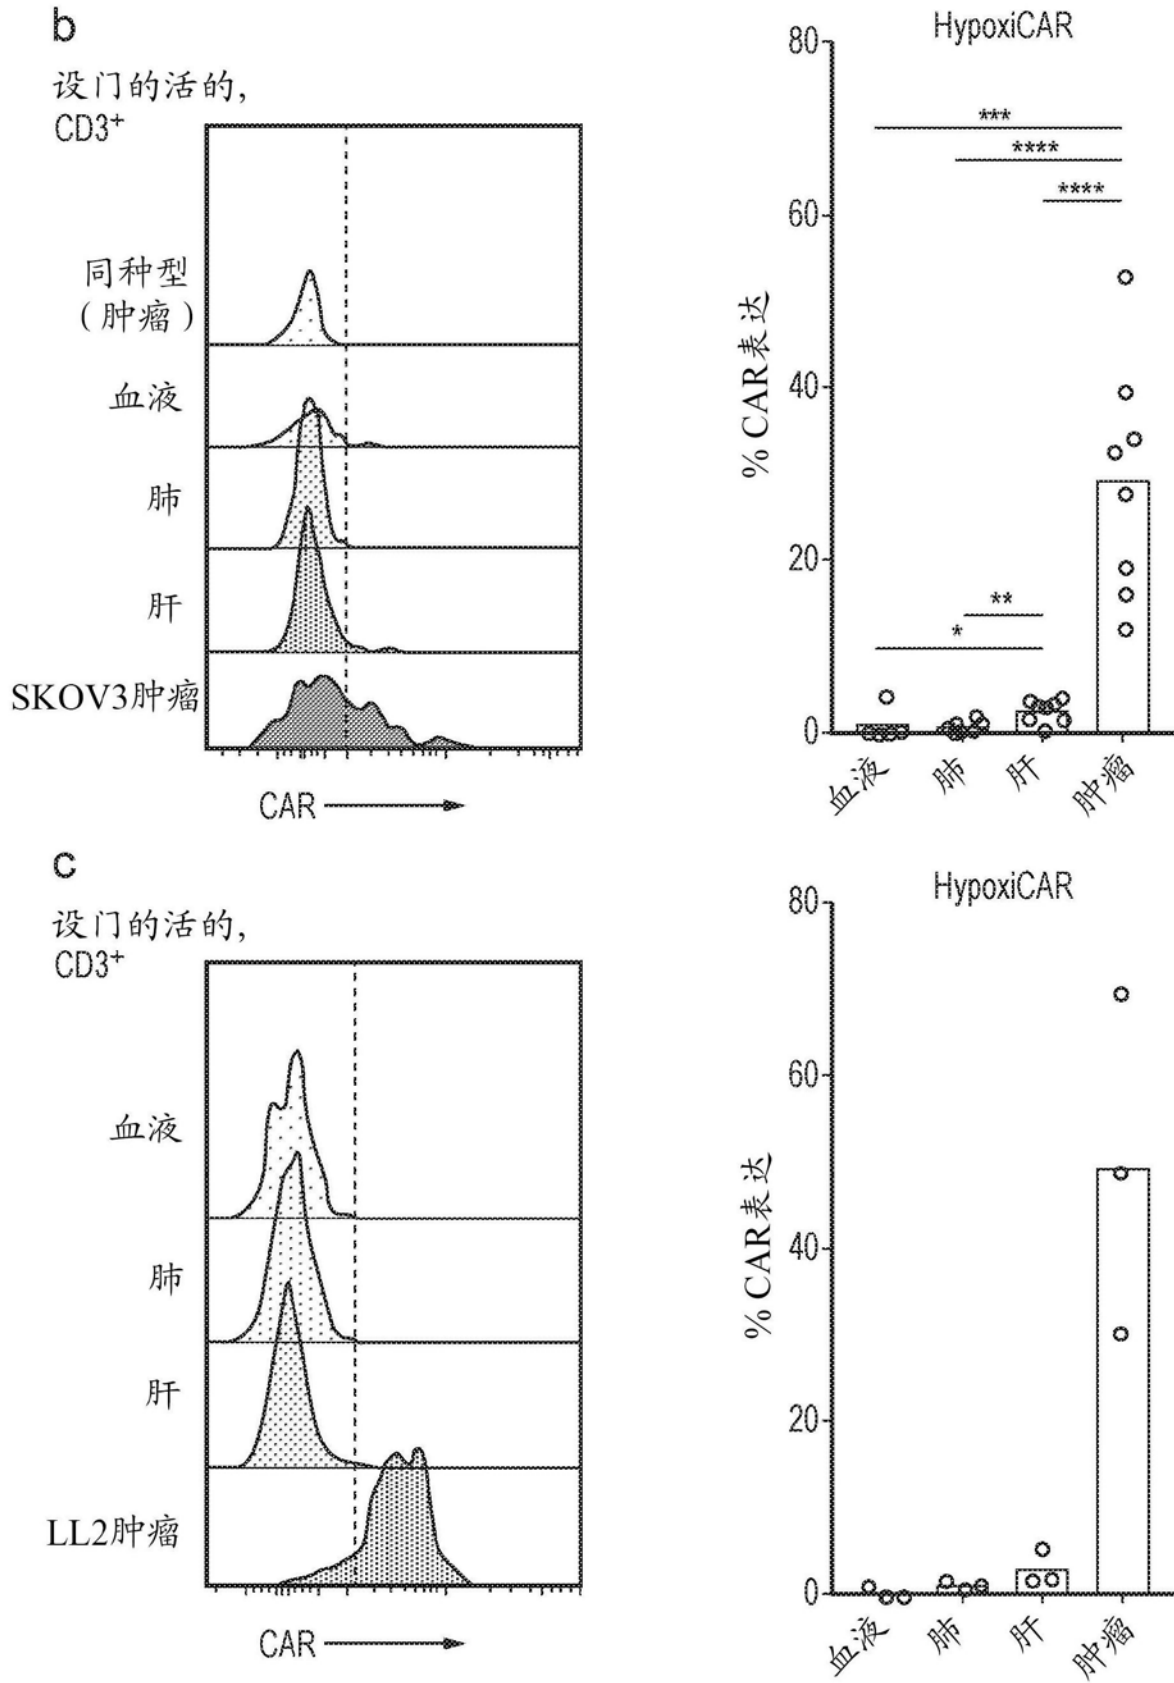 b
设门的活的,
CD3⁺
同种型
(肿瘤)
血液
肺
肝
SKOV3肿瘤
CAR
HypoxiCAR
80
60
40
20
0
% CAR表达
***
****
****
**
*
血液
肺
肝
肿瘤
c
设门的活的,
CD3⁺
血液
肺
肝
LL2肿瘤
CAR
HypoxiCAR
80
60
40
20
0
% CAR表达
血液
肺
肝
肿瘤